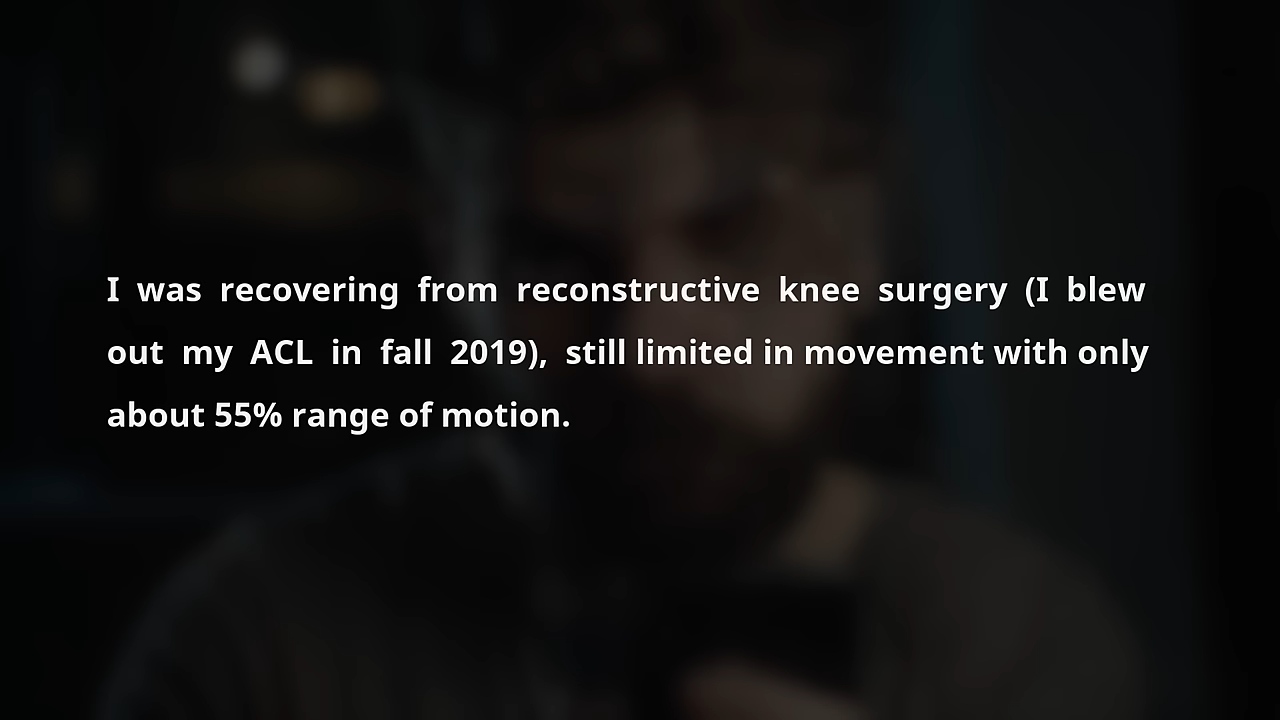 I was recovering from reconstructive knee surgery (I blew
out my ACL in fall 2019), still limited in movement with only
about 55% range of motion.